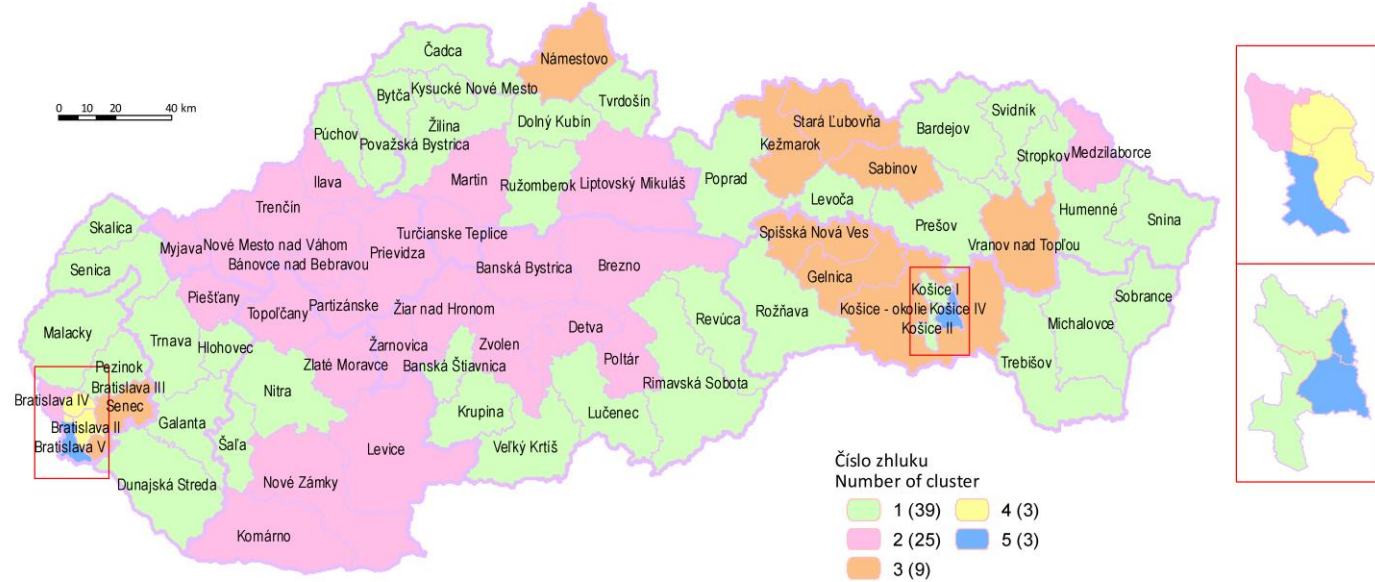 Čadca
Námestovo
Bytča
Kysucké Nové Mesto
Tvrdošín
0 10 20 40 km
Púchov
Žilina
Dolný Kubín
Považská Bystrica
Svidník
Stará Ľubovňa
Bardejov
Kežmarok
Stropkov
Medzilaborce
Sabinov
Ilava
Martin
Ružomberok
Liptovský Mikuláš
Poprad
Levoča
Humenné
Snina
Trenčín
Prešov
Skalica
Turčianske Teplice
Spišská Nová Ves
Vranov nad Topľou
Myjava
Nové Mesto nad Váhom
Prievidza
Bánovce nad Bebravou
Banská Bystrica
Brezno
Gelnica
Senica
Košice I
Sobrance
Piešťany
Partizánske
Žiar nad Hronom
Košice - okolie
Košice IV
Topoľčany
Rožňava
Revúca
Košice II
Michalovce
Malacky
Trnava
Hlohovec
Detva
Žarnovica
Zvolen
Poltár
Trebišov
Pezinok
Zlaté Moravce
Banská Štiavnica
Rimavská Sobota
Bratislava III
Nitra
Bratislava IV
Senec
Krupina
Lučenec
Galanta
Bratislava II
Šaľa
Bratislava V
Levice
Veľký Krtíš
Dunajská Streda
Nové Zámky
Komárno
Číslo zhluku
Number of cluster
1 (39)
4 (3)
2 (25)
5 (3)
3 (9)